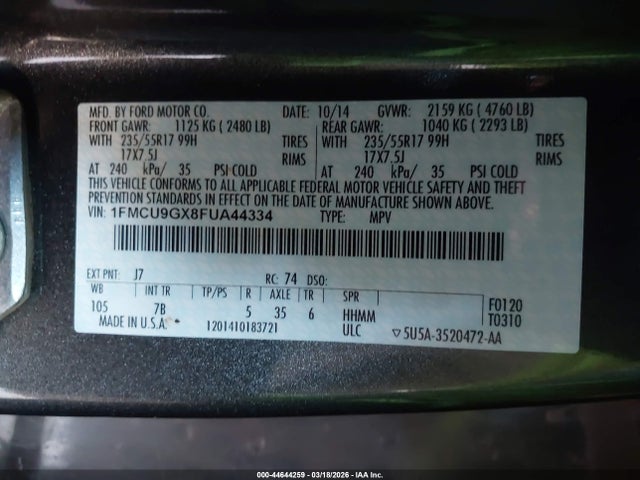 MFD. BY FORD MOTOR CO. DATE: 10/14 GVWR: 2159 KG ( 4760 LB)
FRONT GAWR: 1125 KG ( 2480 LB) REAR GAWR: 1040 KG ( 2293 LB)
WITH 235/55R17 99H TIRES WITH 235/55R17 99H TIRES
17X7.5J RIMS 17X7.5J RIMS
AT 240 kPa/ 35 PSI COLD AT 240 kPa/ 35 PSI COLD
THIS VEHICLE CONFORMS TO ALL APPLICABLE FEDERAL MOTOR VEHICLE SAFETY AND THEFT
PREVENTION STANDARDS IN EFFECT ON THE DATE OF MANUFACTURE SHOWN ABOVE.
VIN: 1FMCU9GX8FUA44334 TYPE: MPV
EXT PNT: J7 RC: 74 DSO:
WB INT TR TP/PS R AXLE TR SPR F0120
105 7B 5 35 6 HHMM T0310
MADE IN U.S.A. 1201410183721 ULC ▽5U5A-3520472-AA
000-44644259 | 03/18/2026 | IAA Inc.